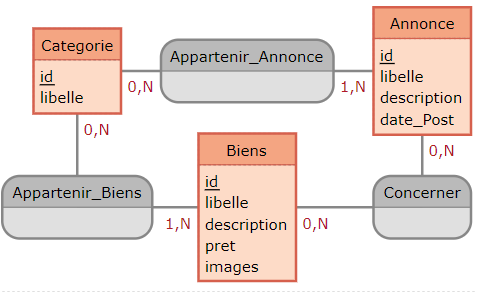 Categorie
id
libelle
0,N
Appartenir_Annonce
1,N
Annonce
id
libelle
description
date_Post
0,N
0,N
Appartenir_Biens
1,N
Biens
id
libelle
description
pret
images
0,N
Concerner